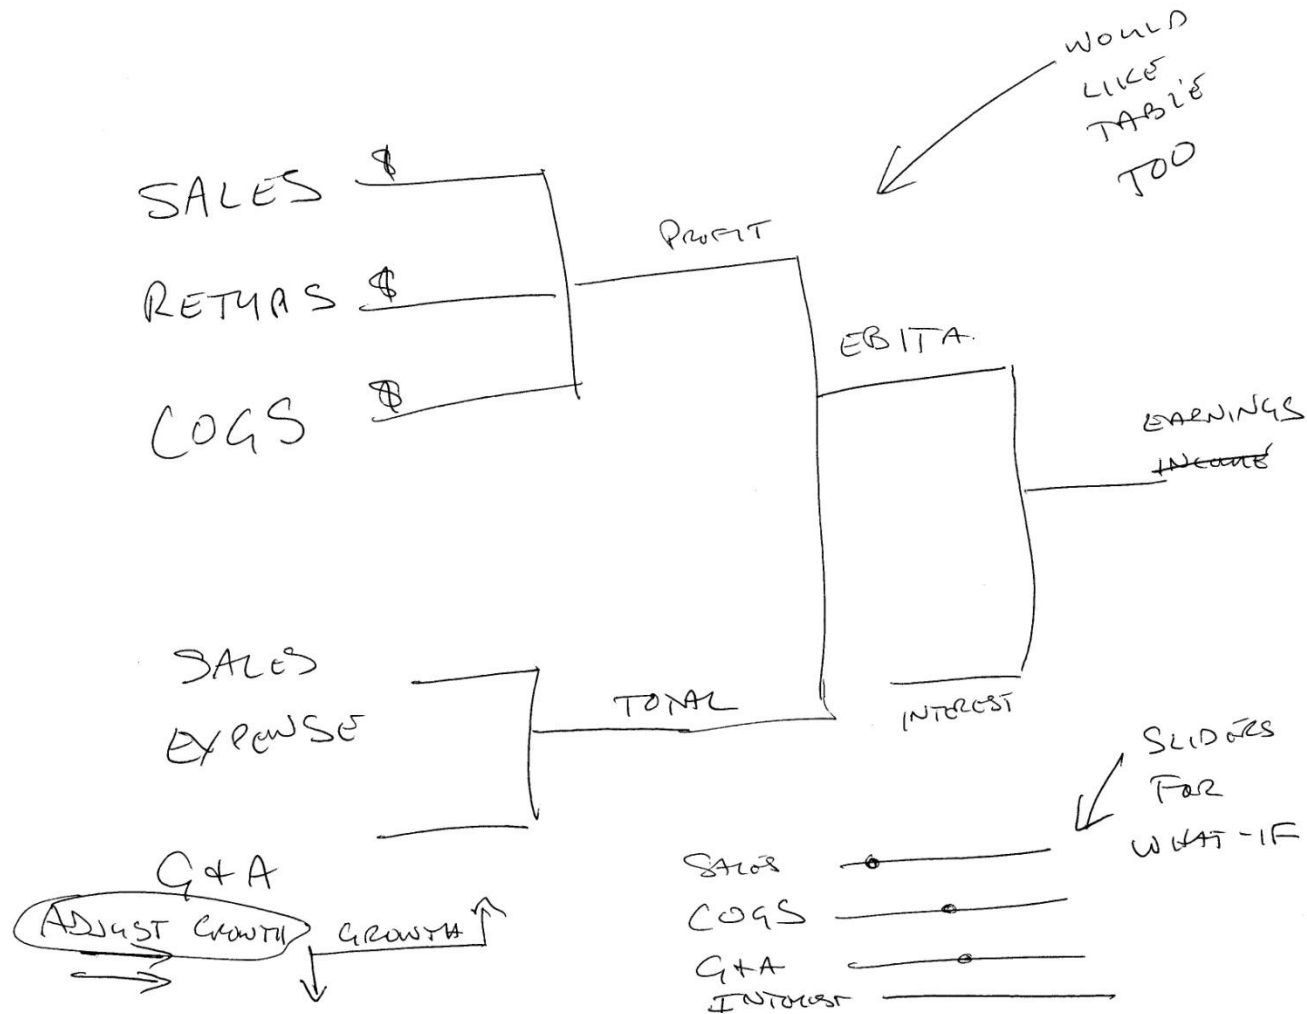 WOULD
LIKE
TABLE
TOO
SALES $
PROFIT
RETURS $
EBITA.
COGS $
EARNINGS
INCOME
SALES
EXPENSE
TOTAL
INTEREST
SLIDERS
FOR
WHAT-IF
G+A
SALES
ADJUST GROWTH
GROWTH
COGS
G+A
INTEREST